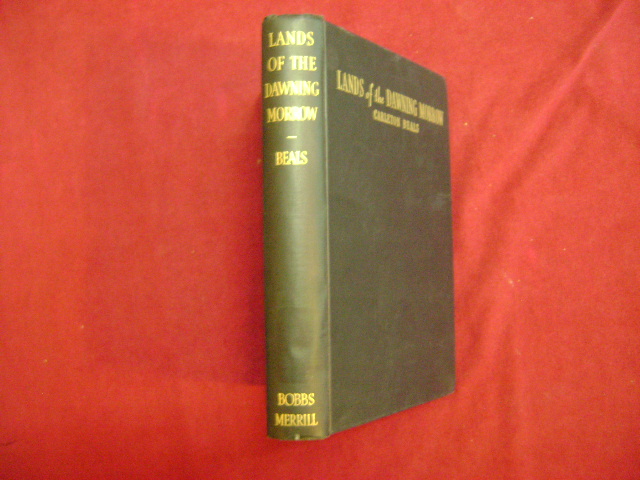 LANDS
OF THE
DAWNING
MORROW
—
BEALS
BOBBS
MERRILL
LANDS of the DAWNING MORROW
CARLETON BEALS